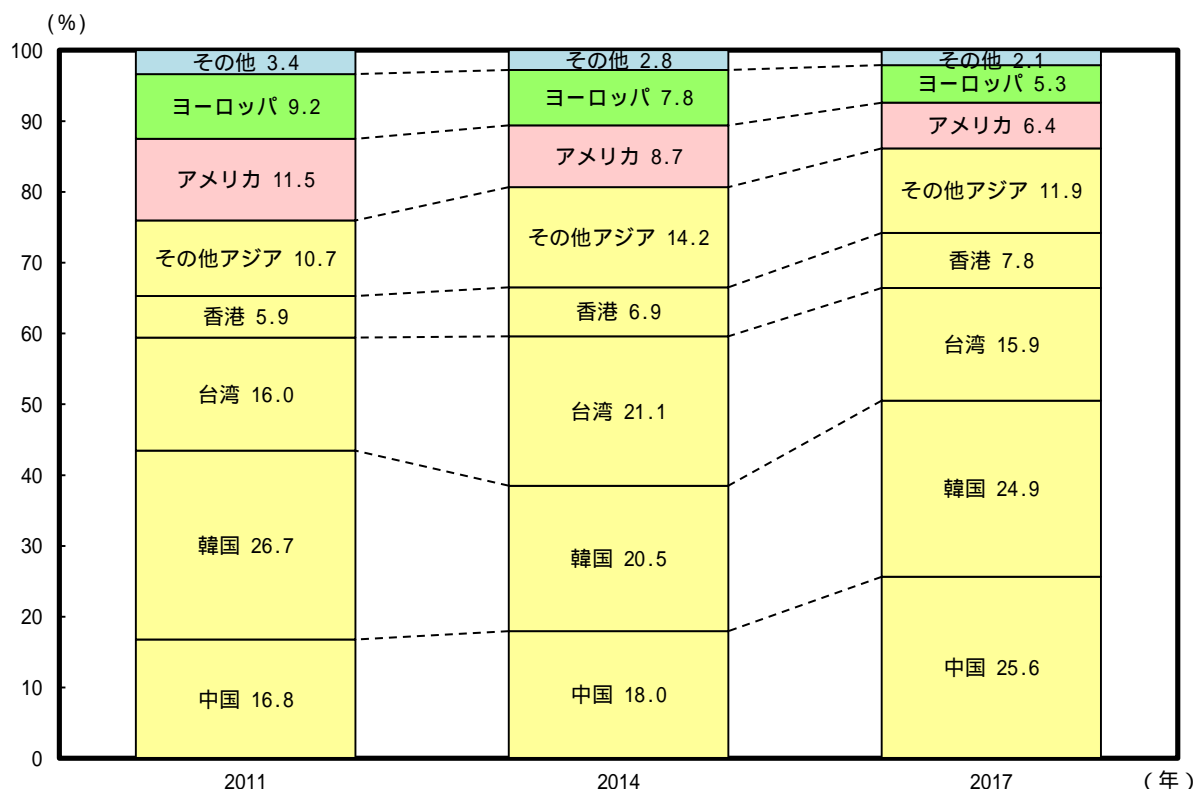 (%)
100
90
80
70
60
50
40
30
20
10
0
その他 3.4
ヨーロッパ 9.2
アメリカ 11.5
その他アジア 10.7
香港 5.9
台湾 16.0
韓国 26.7
中国 16.8
その他 2.8
ヨーロッパ 7.8
アメリカ 8.7
その他アジア 14.2
香港 6.9
台湾 21.1
韓国 20.5
中国 18.0
その他 2.1
ヨーロッパ 5.3
アメリカ 6.4
その他アジア 11.9
香港 7.8
台湾 15.9
韓国 24.9
中国 25.6
2011 2014 2017 (年)